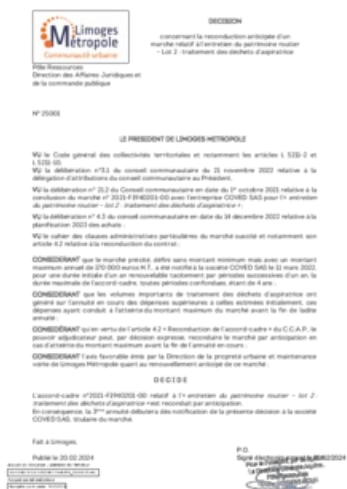 Limoges
Métropole
Communauté urbaine
DECISION
concernant la reconduction anticipée d'un
marché relatif à l'entretien du patrimoine routier
- Lot 2 : traitement des déchets d'aspiratrice
Pôle Ressources
Direction des Affaires Juridiques et
de la commande publique
N° 25001
LE PRESIDENT DE LIMOGES METROPOLE
VU le Code général des collectivités territoriales et notamment les articles L 5211-2 et
L 5211-10,
VU la délibération n°3.1 du conseil communautaire du 21 novembre 2022 relative à la
délégation d'attributions du conseil communautaire au Président,
VU la délibération n° 21.2 du Conseil communautaire en date du 1er octobre 2021 relative à la
conclusion du marché n° avec l'entreprise COVED SAS pour l'« entretien
du patrimoine routier – lot 2 : traitement des déchets d'aspiratrice »,
VU la délibération n° 4.3 du conseil communautaire en date du 14 décembre 2022 relative à la
planification 2023 des achats :
VU le cahier des clauses administratives particulières du marché susvisé et notamment son
article 4.2 relative à la reconduction du contrat :
CONSIDERANT que le marché précité, défini sans montant minimum mais avec un montant
maximum annuel de 170 000 euros H.T., a été notifié à la société COVED SAS le 11 mars 2022,
pour une durée initiale d'un an renouvelable tacitement par périodes successives d'un an, la
durée maximale de l'accord-cadre, toutes périodes confondues, étant de 4 ans :
CONSIDERANT que les volumes importants de traitement des déchets d'aspiratrice ont
généré sur l'année en cours des dépenses supérieures à celles estimées initialement, ces
dépenses ayant conduit à l'atteinte du montant maximum du marché avant la fin de ladite
année :
CONSIDÉRANT qu'en vertu de l'article 4.2 « Reconduction de l'accord-cadre » du C.C.A.P., le
pouvoir adjudicateur peut, par décision expresse, reconduire le marché par anticipation en
cas d'atteinte du montant maximum avant la fin de l'année en cours :
CONSIDERANT l'avis favorable émis par la Direction de la propreté urbaine et maintenance
voirie de Limoges Métropole quant au renouvellement anticipé de ce marché :
D E C I D E
L'accord-cadre relatif à l'« entretien du patrimoine routier – lot 2 :
traitement des déchets d'aspiratrice » est reconduit par anticipation.
En conséquence, la 3ème année débutera dès notification de la présente décision à la société
COVED SAS, titulaire du marché.
Fait à Limoges,
Publié le 20.02.2024
P.O.
Signé